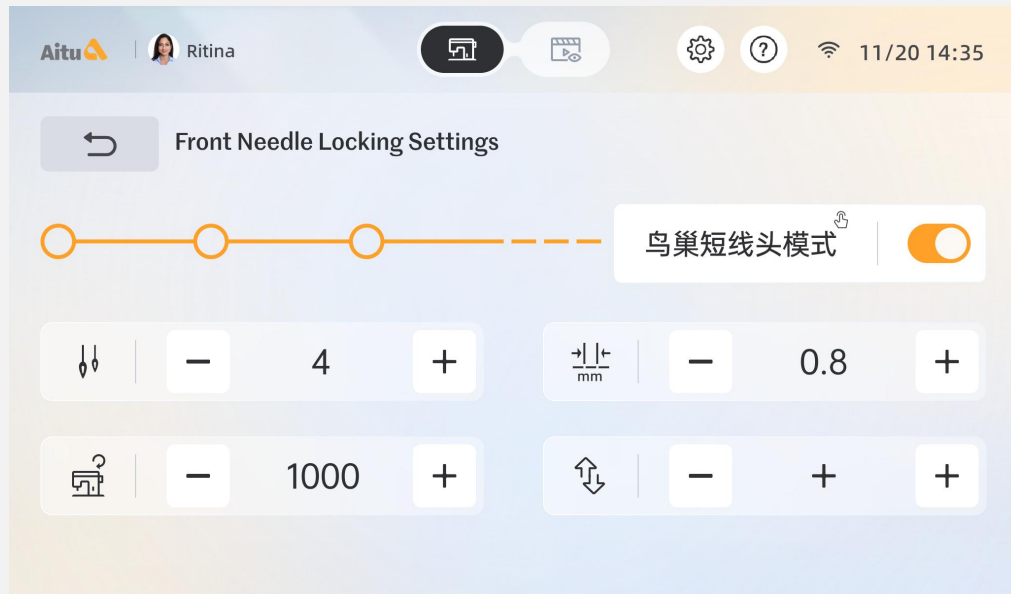 Aitu
Ritina
11/20 14:35
Front Needle Locking Settings
鸟巢短线头模式
4
mm
0.8
1000
+